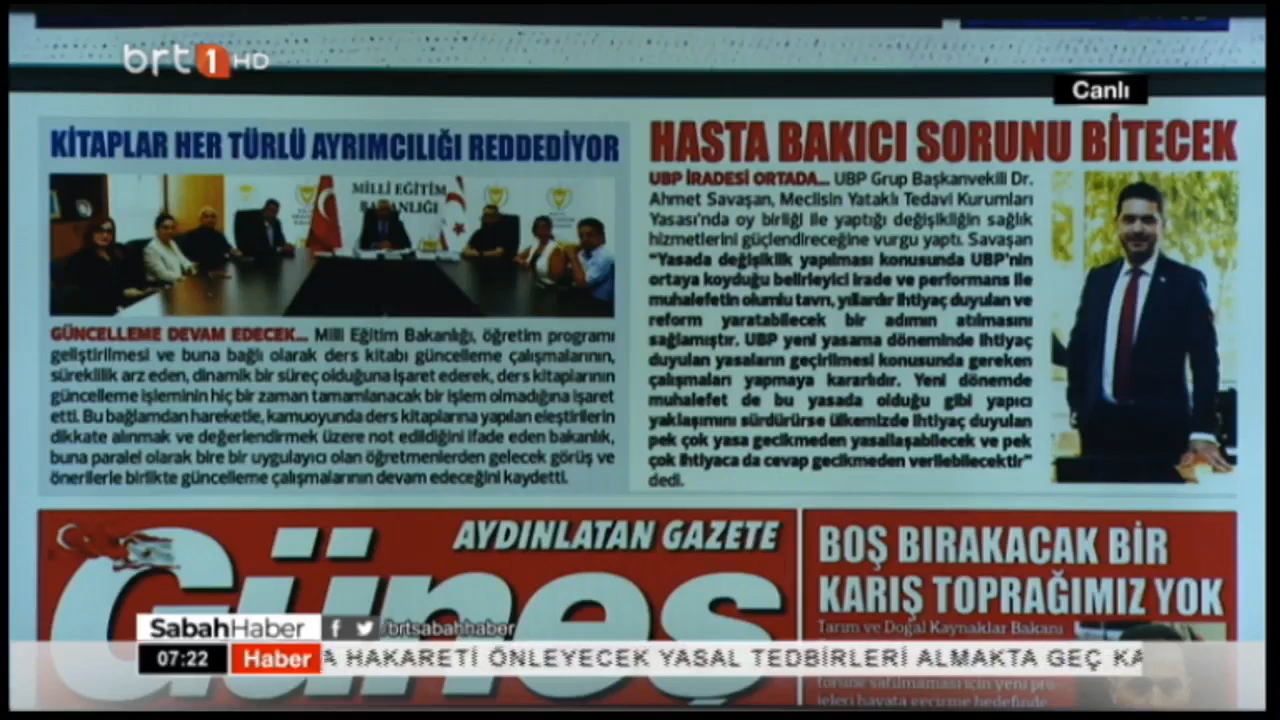 brt 1 HD
Canlı
KİTAPLAR HER TÜRLÜ AYRIMCILIĞI REDDEDİYOR
MİLLİ EĞİTİM
BAKANLIĞI
GÜNCELLEME DEVAM EDECEK... Milli Eğitim Bakanlığı, öğretim programı
geliştirilmesi ve buna bağlı olarak ders kitabı güncelleme çalışmalarının,
süreklilik arz eden, dinamik bir süreç olduğuna işaret ederek, ders kitaplarının
güncelleme işleminin hiç bir zaman tamamlanacak bir işlem olmadığına işaret
etti. Bu bağlamdan hareketle, kamuoyunda ders kitaplarına yapılan eleştirilerin
dikkate alınmak ve değerlendirmek üzere not edildiğini ifade eden bakanlık,
buna paralel olarak bire bir uygulayıcı olan öğretmenlerden gelecek görüş ve
önerilerle birlikte güncelleme çalışmalarının devam edeceğini kaydetti.
HASTA BAKICI SORUNU BİTECEK
UBP İRADESİ ORTADA... UBP Grup Başkanvekili Dr.
Ahmet Savaşan, Meclisin Yataklı Tedavi Kurumları
Yasası'nda oy birliği ile yaptığı değişikliğin sağlık
hizmetlerini güçlendireceğine vurgu yaptı. Savaşan
"Yasada değişiklik yapılması konusunda UBP'nin
ortaya koyduğu belirleyici irade ve performans ile
muhalefetin olumlu tavrı, yıllardır ihtiyaç duyulan ve
reform yaratabilecek bir adımın atılmasını
sağlamıştır. UBP yeni yasama döneminde ihtiyaç
duyulan yasaların geçirilmesi konusunda gereken
çalışmaları yapmaya kararlıdır. Yeni dönemde
muhalefet de bu yasada olduğu gibi yapıcı
yaklaşımını sürdürürse ülkemizde ihtiyaç duyulan
pek çok yasa gecikmeden yasallaşabilecek ve pek
çok ihtiyaca da cevap gecikmeden verilebilecektir"
dedi.
AYDINLATAN GAZETE
Güneş
BOŞ BIRAKACAK BİR
KARIŞ TOPRAĞIMIZ YOK
Tarım ve Doğal Kaynaklar Bakanı
SabahHaber /brtsabahhaber
07:22 Haber A HAKARETİ ÖNLEYECEK YASAL TEDBİRLERİ ALMAKTA GEÇ KA